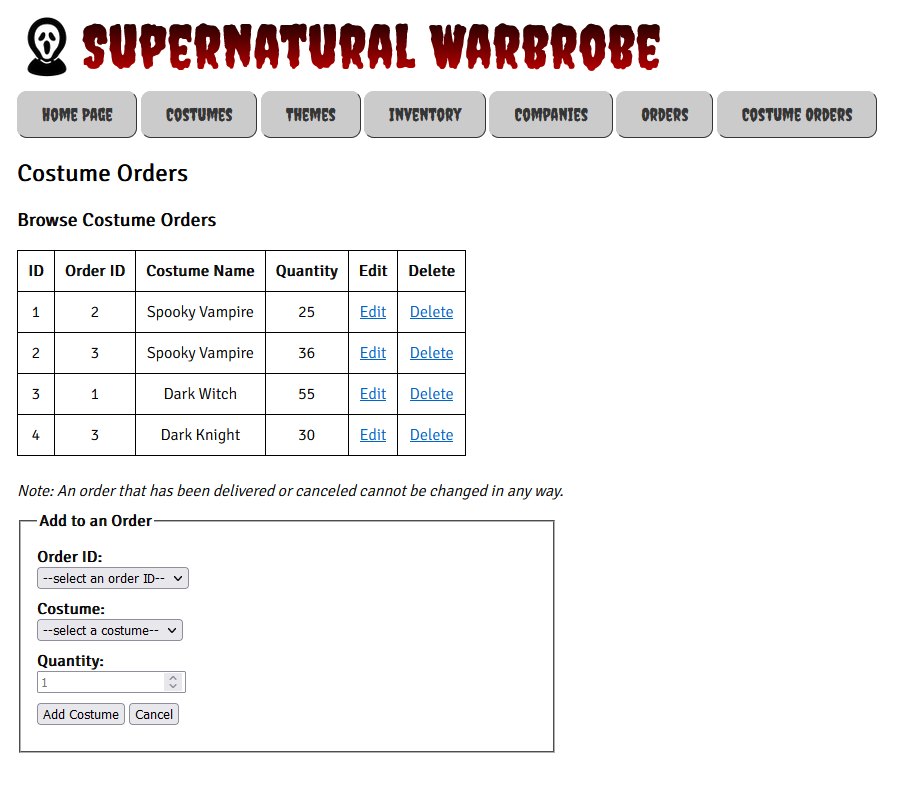 SUPERNATURAL WARBROBE
HOME PAGE COSTUMES THEMES INVENTORY COMPANIES ORDERS COSTUME ORDERS
Costume Orders
Browse Costume Orders
ID Order ID Costume Name Quantity Edit Delete
1 2 Spooky Vampire 25 Edit Delete
2 3 Spooky Vampire 36 Edit Delete
3 1 Dark Witch 55 Edit Delete
4 3 Dark Knight 30 Edit Delete
Note: An order that has been delivered or canceled cannot be changed in any way.
Add to an Order
Order ID:
--select an order ID--
Costume:
--select a costume--
Quantity:
1
Add Costume Cancel